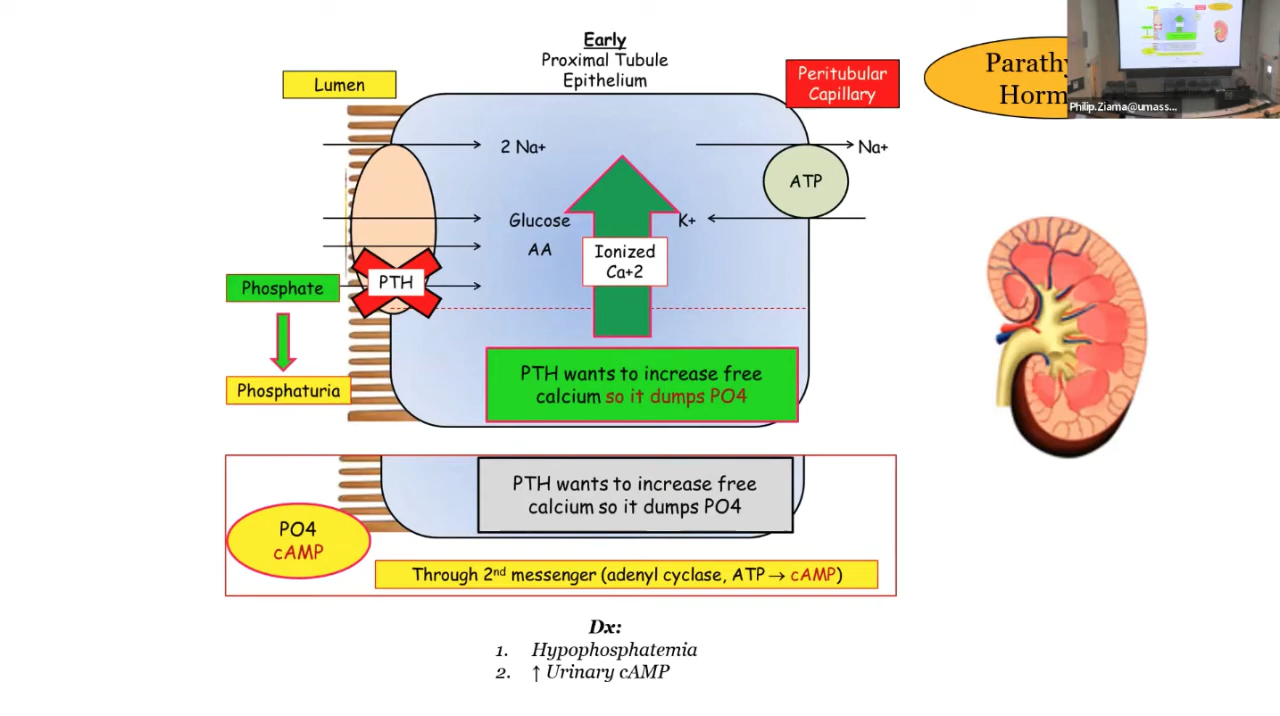 Early
Proximal Tubule
Epithelium
Lumen
Peritubular
Capillary
Parathy
Horm
Philip.Ziama@umass...
2 Na+
Na+
ATP
Glucose
K+
AA
Ionized
Ca+2
PTH
Phosphate
Phosphaturia
PTH wants to increase free
calcium so it dumps PO4
PTH wants to increase free
calcium so it dumps PO4
PO4
cAMP
Through 2nd messenger (adenyl cyclase, ATP → cAMP)
Dx:
1. Hypophosphatemia
2. ↑ Urinary cAMP